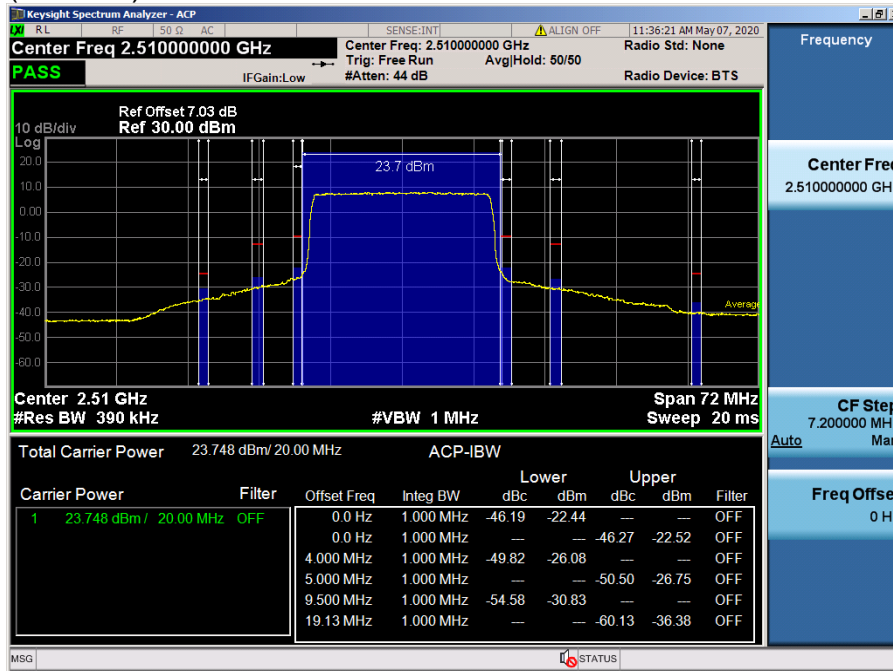 Keysight Spectrum Analyzer - ACP
LXI RL RF 50 Ω AC SENSE:INT ALIGN OFF 11:36:21 AM May 07, 2020
Center Freq 2.510000000 GHz Center Freq: 2.510000000 GHz Radio Std: None
Trig: Free Run Avg|Hold: 50/50
PASS IFGain:Low #Atten: 44 dB Radio Device: BTS
Ref Offset 7.03 dB
10 dB/div Ref 30.00 dBm
Log
20.0
10.0
0.00
-10.0
-20.0
-30.0
-40.0
-50.0
-60.0
23.7 dBm
Average
Center 2.51 GHz Span 72 MHz
#Res BW 390 kHz #VBW 1 MHz Sweep 20 ms
Total Carrier Power 23.748 dBm/ 20.00 MHz ACP-IBW
Lower Upper
Carrier Power Filter Offset Freq Integ BW dBc dBm dBc dBm Filter
1 23.748 dBm / 20.00 MHz OFF 0.0 Hz 1.000 MHz -46.19 -22.44 --- --- OFF
0.0 Hz 1.000 MHz --- --- -46.27 -22.52 OFF
4.000 MHz 1.000 MHz -49.82 -26.08 --- --- OFF
5.000 MHz 1.000 MHz --- --- -50.50 -26.75 OFF
9.500 MHz 1.000 MHz -54.58 -30.83 --- --- OFF
19.13 MHz 1.000 MHz --- --- -60.13 -36.38 OFF
MSG STATUS
Frequency
Center Fre
2.510000000 GH
CF Step
7.200000 MH
Auto Ma
Freq Offse
0 H